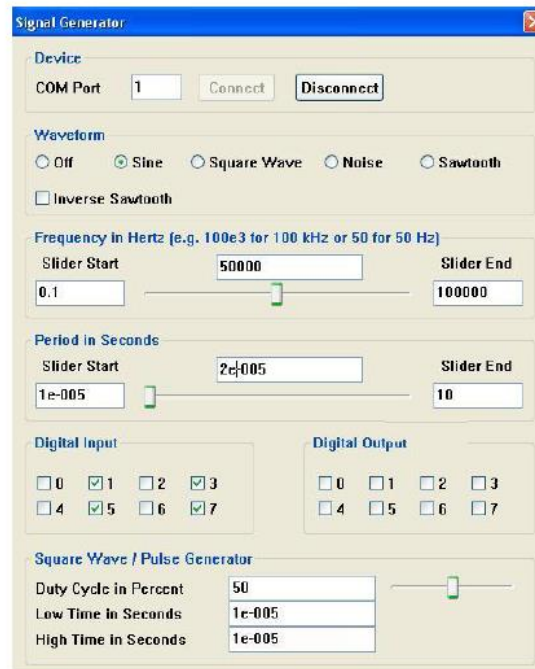 Signal Generator
Device
COM Port 1 Connect Disconnect
Waveform
Off Sine Square Wave Noise Sawtooth
Inverse Sawtooth
Frequency in Hertz (e.g. 100e3 for 100 kHz or 50 for 50 Hz)
Slider Start 50000 Slider End
0.1 100000
Period in Seconds
Slider Start 2e-005 Slider End
1e-005 10
Digital Input Digital Output
0 1 2 3 0 1 2 3
4 5 6 7 4 5 6 7
Square Wave / Pulse Generator
Duty Cycle in Percent 50
Low Time in Seconds 1e-005
High Time in Seconds 1e-005